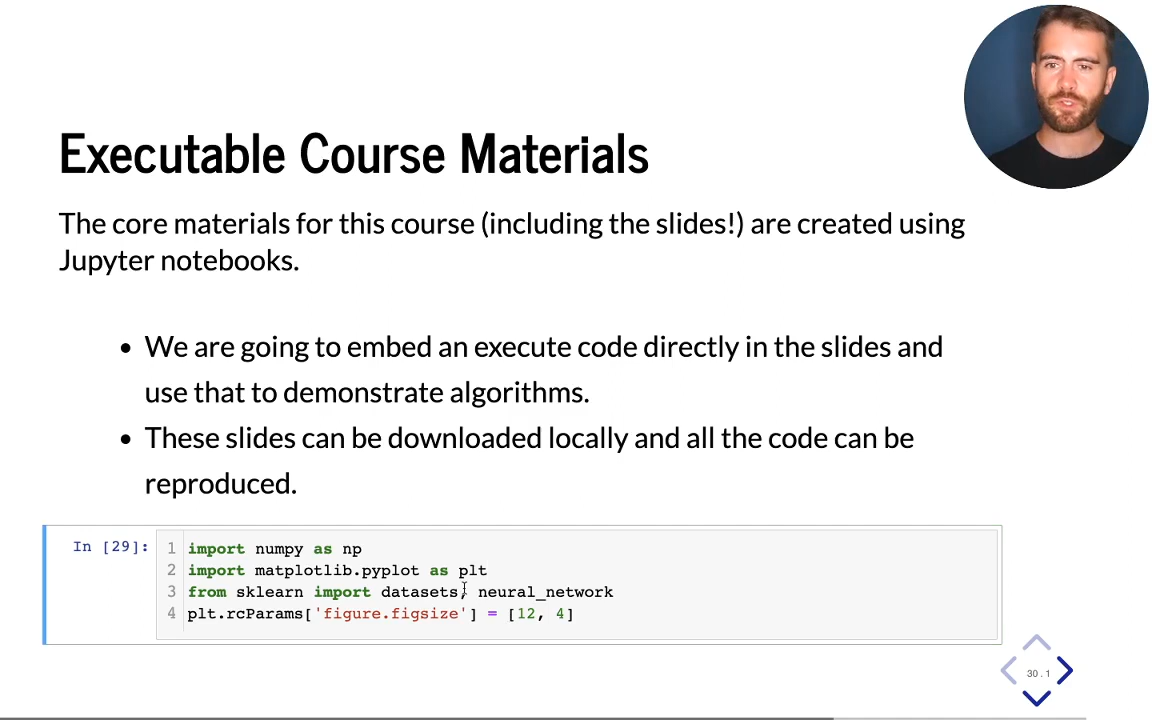 Executable Course Materials
The core materials for this course (including the slides!) are created using
Jupyter notebooks.
• We are going to embed an execute code directly in the slides and
use that to demonstrate algorithms.
• These slides can be downloaded locally and all the code can be
reproduced.
In [29]:
1 import numpy as np
2 import matplotlib.pyplot as plt
3 from sklearn import datasets, neural_network
4 plt.rcParams['figure.figsize'] = [12, 4]
30.1